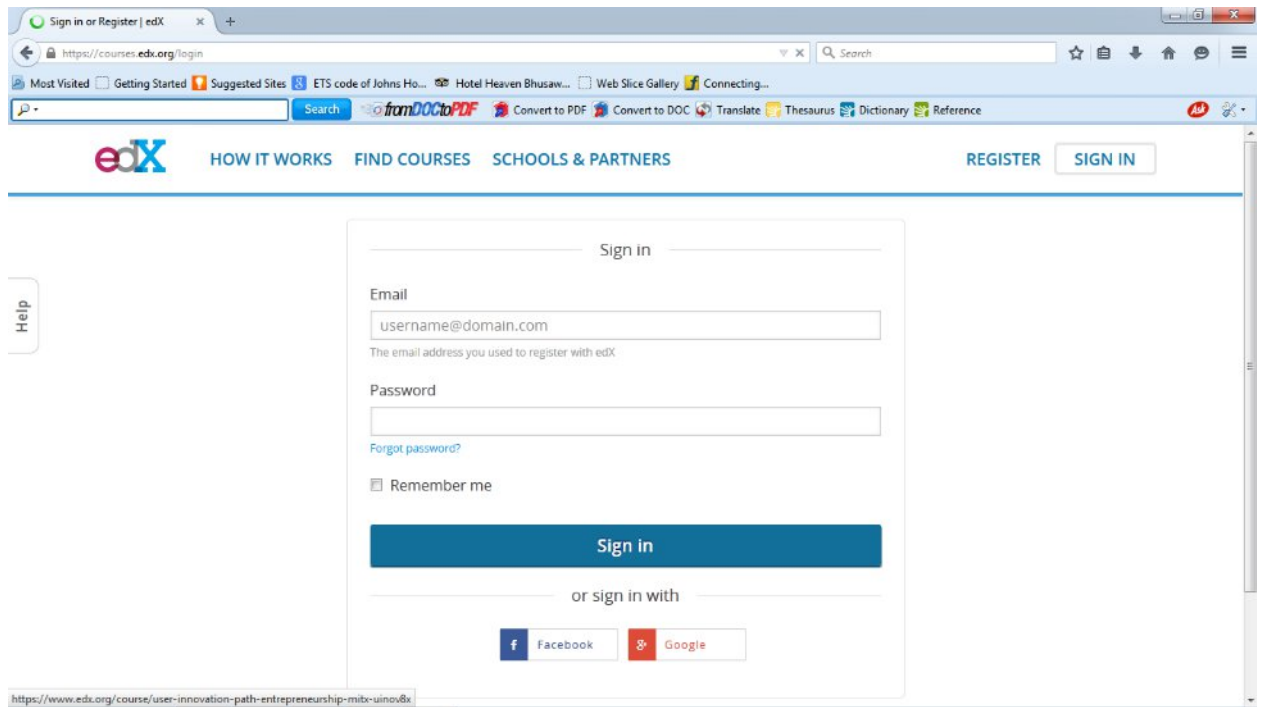 Sign in or Register | edX
https://courses.edx.org/login
Search
Most Visited Getting Started Suggested Sites ETS code of Johns Ho... Hotel Heaven Bhusaw... Web Slice Gallery Connecting...
Search fromDOCtoPDF Convert to PDF Convert to DOC Translate Thesaurus Dictionary Reference Ask
edX HOW IT WORKS FIND COURSES SCHOOLS & PARTNERS REGISTER SIGN IN
Sign in
Help
Email
username@domain.com
The email address you used to register with edX
Password
Forgot password?
Remember me
Sign in
or sign in with
f Facebook g+ Google
https://www.edx.org/course/user-innovation-path-entrepreneurship-mitx-uinov8x